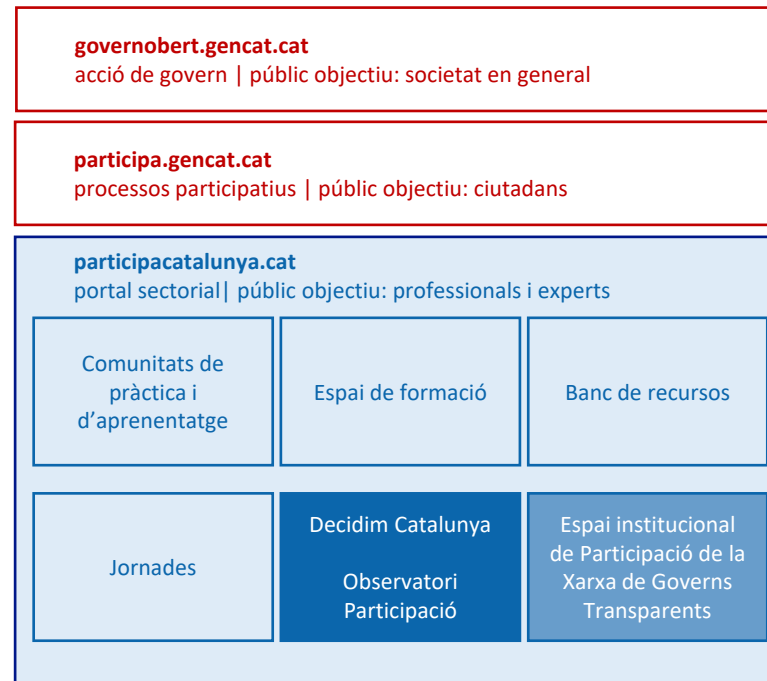 governobert.gencat.cat
acció de govern | públic objectiu: societat en general
participa.gencat.cat
processos participatius | públic objectiu: ciutadans
participacatalunya.cat
portal sectorial| públic objectiu: professionals i experts
Comunitats de
pràctica i
d’aprenentatge
Espai de formació
Banc de recursos
Jornades
Decidim Catalunya
Observatori
Participació
Espai institucional
de Participació de la
Xarxa de Governs
Transparents